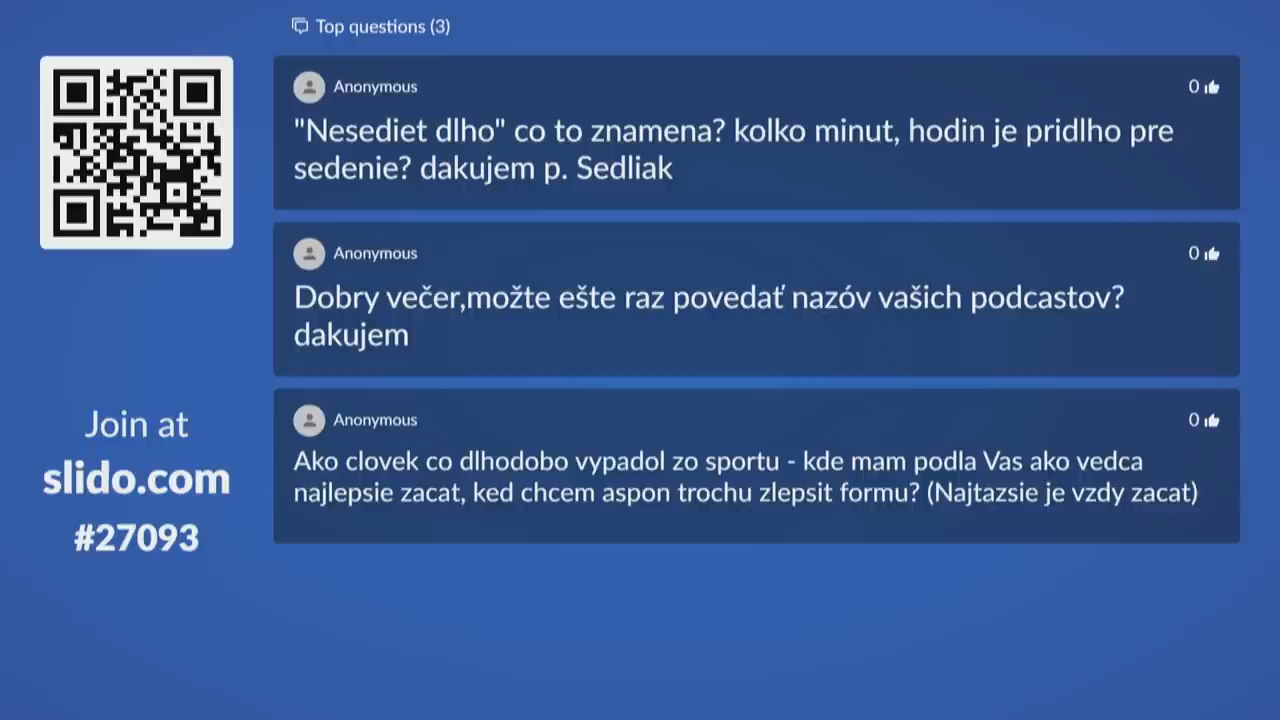 Top questions (3)
Anonymous
0
"Nesediet dlho" co to znamena? kolko minut, hodin je pridlho pre
sedenie? dakujem p. Sedliak
Anonymous
0
Dobry večer,možte ešte raz povedať nazóv vašich podcastov?
dakujem
Anonymous
0
Ako clovek co dlhodobo vypadol zo sportu - kde mam podla Vas ako vedca
najlepsie zacat, ked chcem aspon trochu zlepsit formu? (Najtazsie je vzdy zacat)
Join at
slido.com
#27093